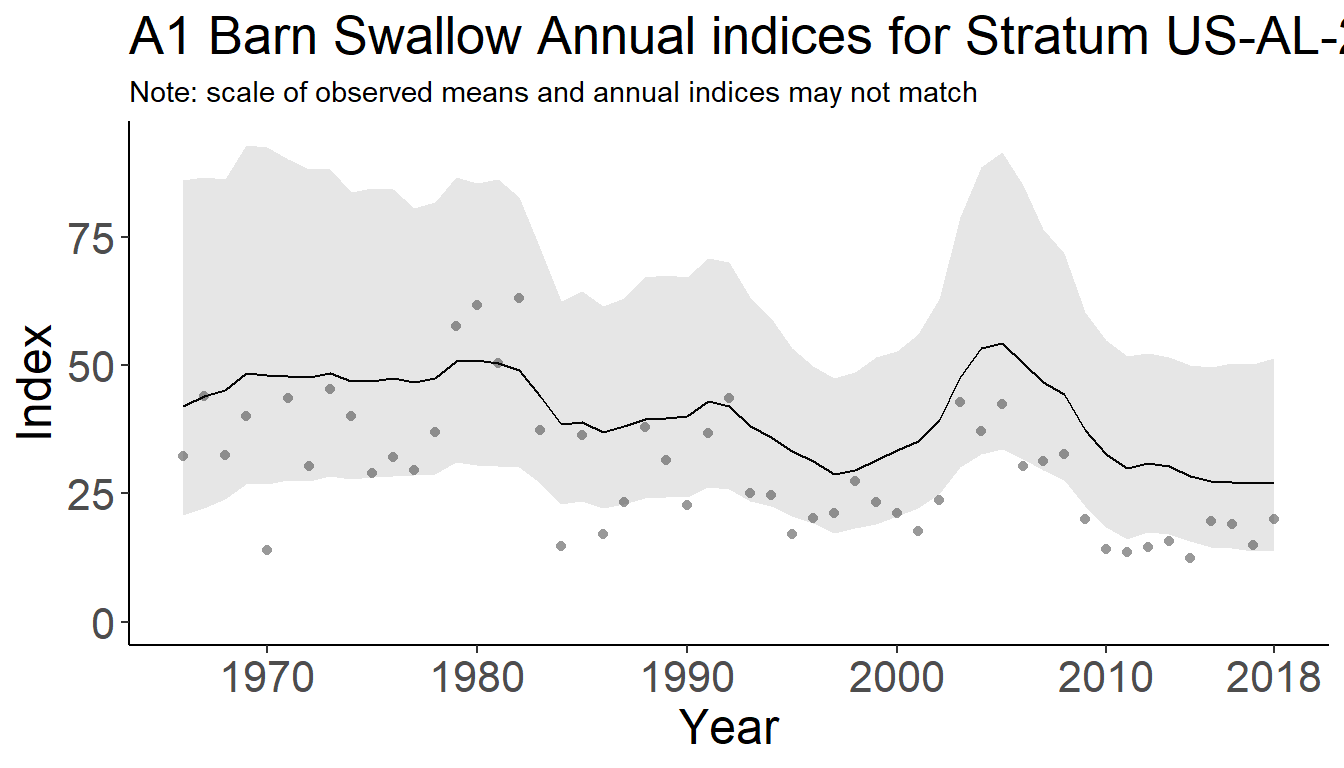 A1 Barn Swallow Annual indices for Stratum US-AL-2
Note: scale of observed means and annual indices may not match
75
50
25
0
Index
1970 1980 1990 2000 2010 2018
Year